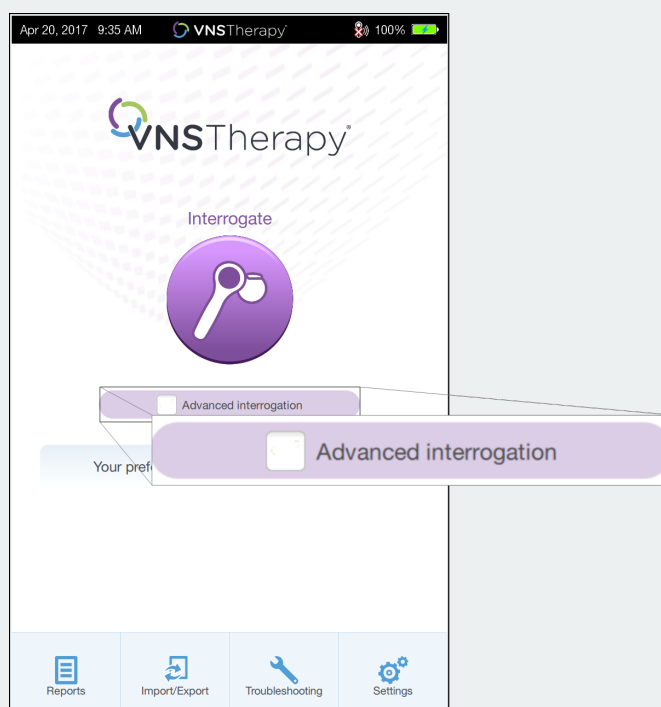 Apr 20, 2017 9:35 AM VNSTherapy® 100%
VNSTherapy®
Interrogate
Advanced interrogation
Advanced interrogation
Your pref
Reports Import/Export Troubleshooting Settings